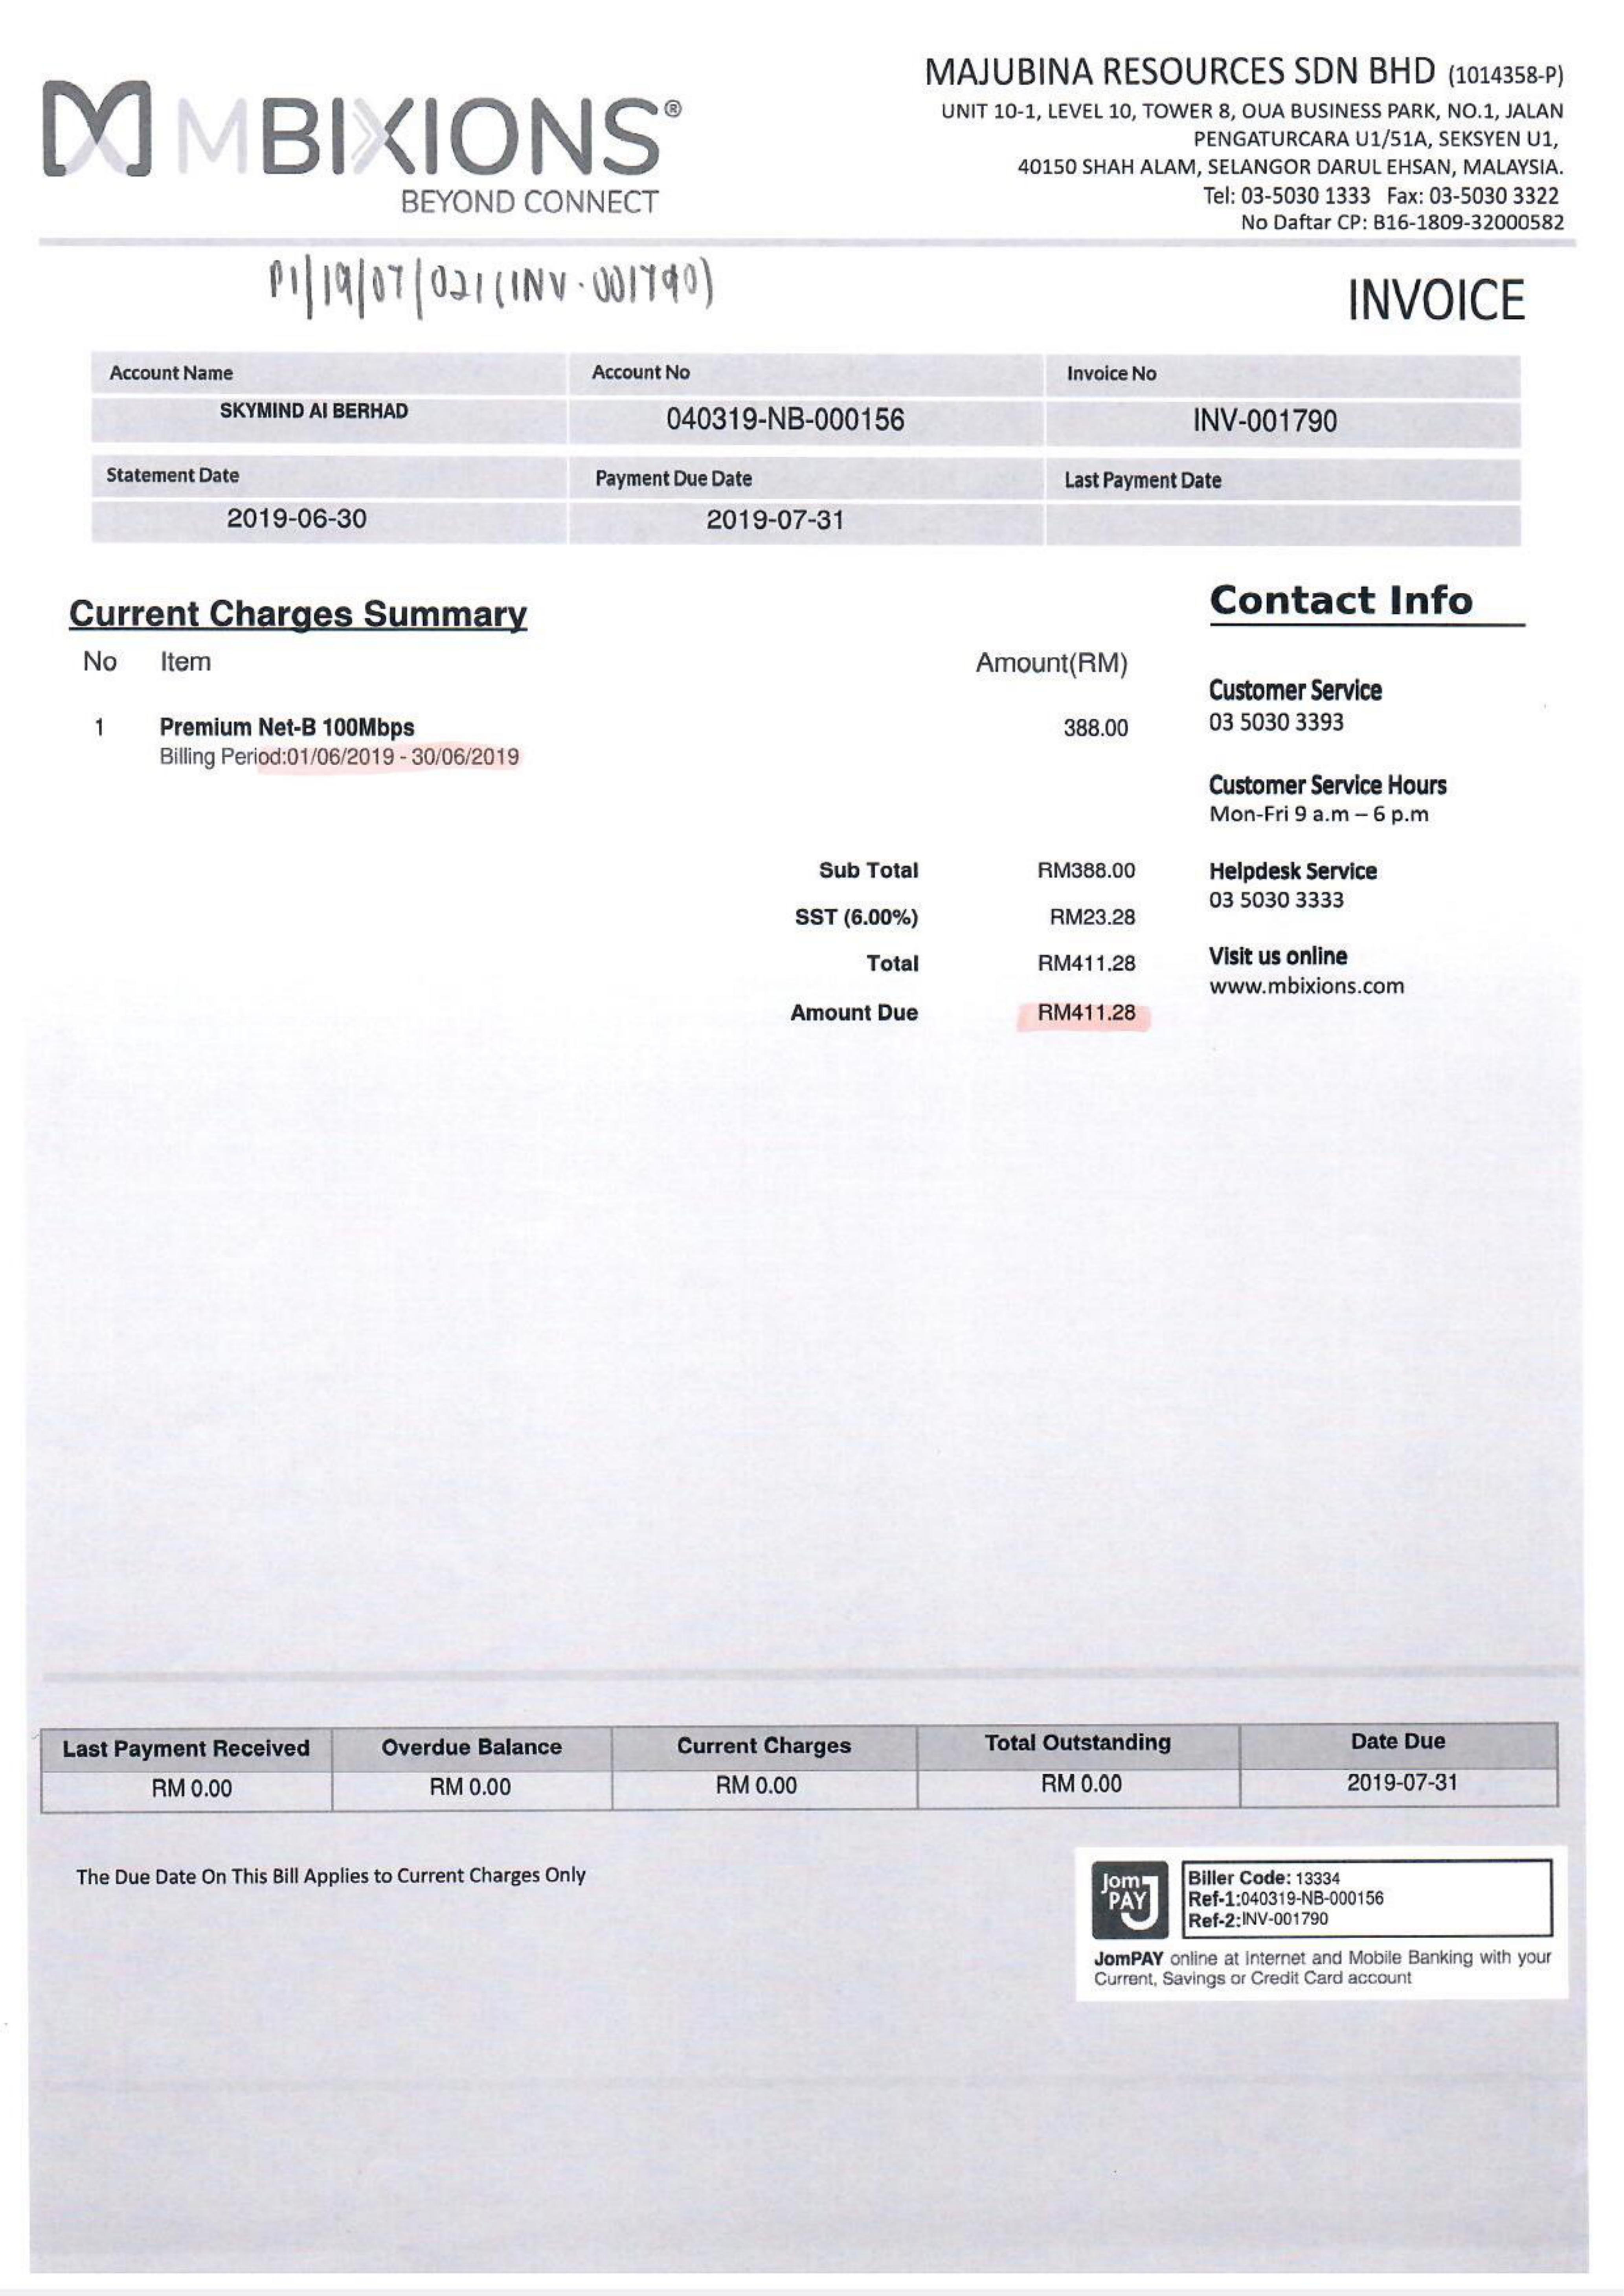 MBIXIONS®
BEYOND CONNECT
MAJUBINA RESOURCES SDN BHD (1014358-P)
UNIT 10-1, LEVEL 10, TOWER 8, OUA BUSINESS PARK, NO.1, JALAN
PENGATURCARA U1/51A, SEKSYEN U1,
40150 SHAH ALAM, SELANGOR DARUL EHSAN, MALAYSIA.
Tel: 03-5030 1333 Fax: 03-5030 3322
No Daftar CP: B16-1809-32000582
PI/19/07/021 (INV-001790)
INVOICE
Account Name Account No Invoice No
SKYMIND AI BERHAD 040319-NB-000156 INV-001790
Statement Date Payment Due Date Last Payment Date
2019-06-30 2019-07-31
Current Charges Summary
No Item Amount(RM)
1 Premium Net-B 100Mbps 388.00
Billing Period:01/06/2019 - 30/06/2019
Sub Total RM388.00
SST (6.00%) RM23.28
Total RM411.28
Amount Due RM411.28
Contact Info
Customer Service
03 5030 3393
Customer Service Hours
Mon-Fri 9 a.m – 6 p.m
Helpdesk Service
03 5030 3333
Visit us online
www.mbixions.com
Last Payment Received Overdue Balance Current Charges Total Outstanding Date Due
RM 0.00 RM 0.00 RM 0.00 RM 0.00 2019-07-31
The Due Date On This Bill Applies to Current Charges Only
Jom
PAY
Biller Code: 13334
Ref-1:040319-NB-000156
Ref-2:INV-001790
JomPAY online at Internet and Mobile Banking with your
Current, Savings or Credit Card account